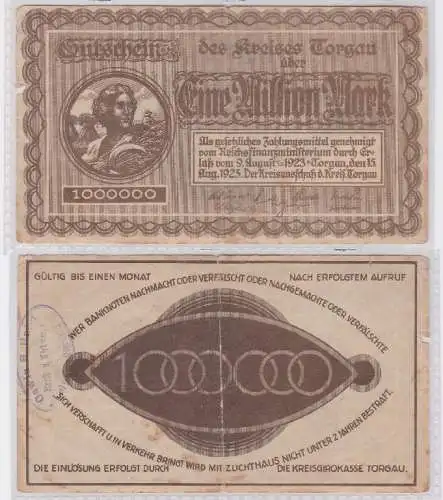 Gutschein des Kreises Torgau
über
Eine Million Mark
Als gesetzliches Zahlungsmittel genehmigt
vom Reichsfinanzministerium durch Er-
laß vom 9. August 1923 · Torgau, den 15.
Aug. 1923. Der Kreisausschuß d. Kreis. Torgau
1000000
GÜLTIG BIS EINEN MONAT NACH ERFOLGTEM AUFRUF
WER BANKNOTEN NACHMACHT ODER VERFÄLSCHT ODER NACHGEMACHTE ODER VERFÄLSCHTE
1000000
SICH VERSCHAFFT U. IN VERKEHR BRINGT WIRD MIT ZUCHTHAUS NICHT UNTER 2 JAHREN BESTRAFT.
DIE EINLÖSUNG ERFOLGT DURCH DIE KREISGIROKASSE TORGAU.